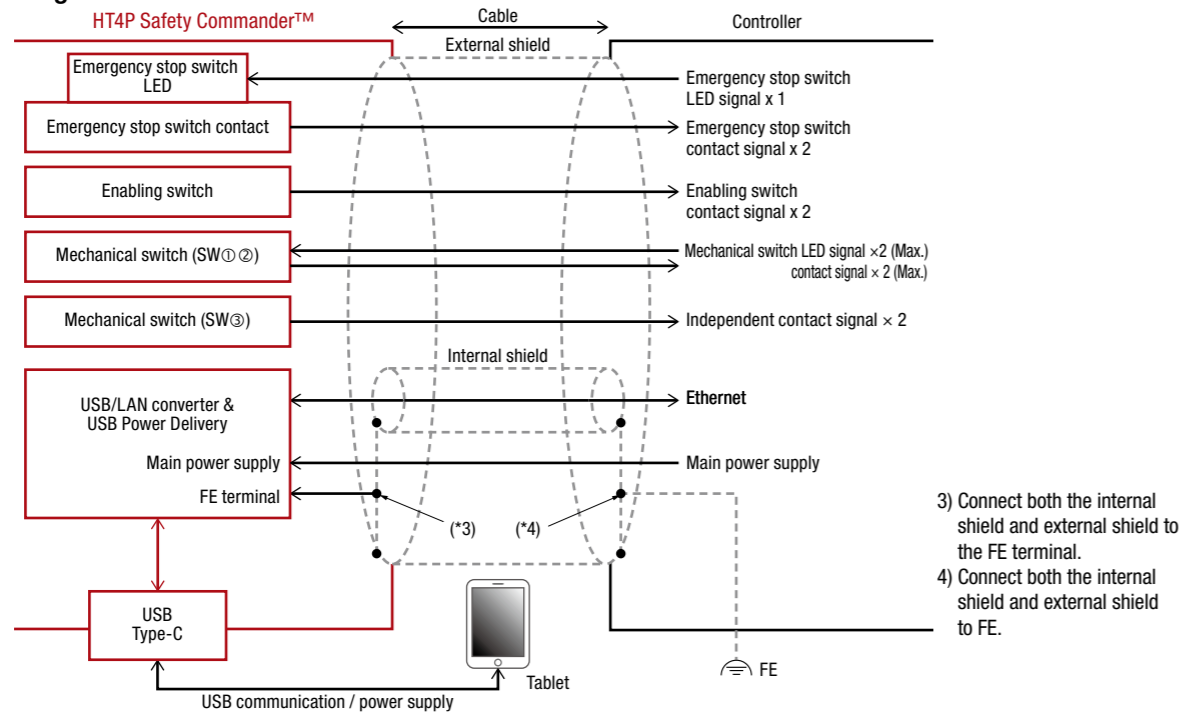 HT4P Safety Commander™
Cable
Controller
External shield
Emergency stop switch
LED
Emergency stop switch
LED signal x 1
Emergency stop switch contact
Emergency stop switch
contact signal x 2
Enabling switch
Enabling switch
contact signal x 2
Mechanical switch (SW①②)
Mechanical switch LED signal ×2 (Max.)
contact signal × 2 (Max.)
Mechanical switch (SW③)
Independent contact signal × 2
Internal shield
USB/LAN converter &
USB Power Delivery
Ethernet
Main power supply
Main power supply
FE terminal
(*3)
(*4)
3) Connect both the internal
shield and external shield to
the FE terminal.
4) Connect both the internal
shield and external shield
to FE.
USB
Type-C
Tablet
FE
USB communication / power supply